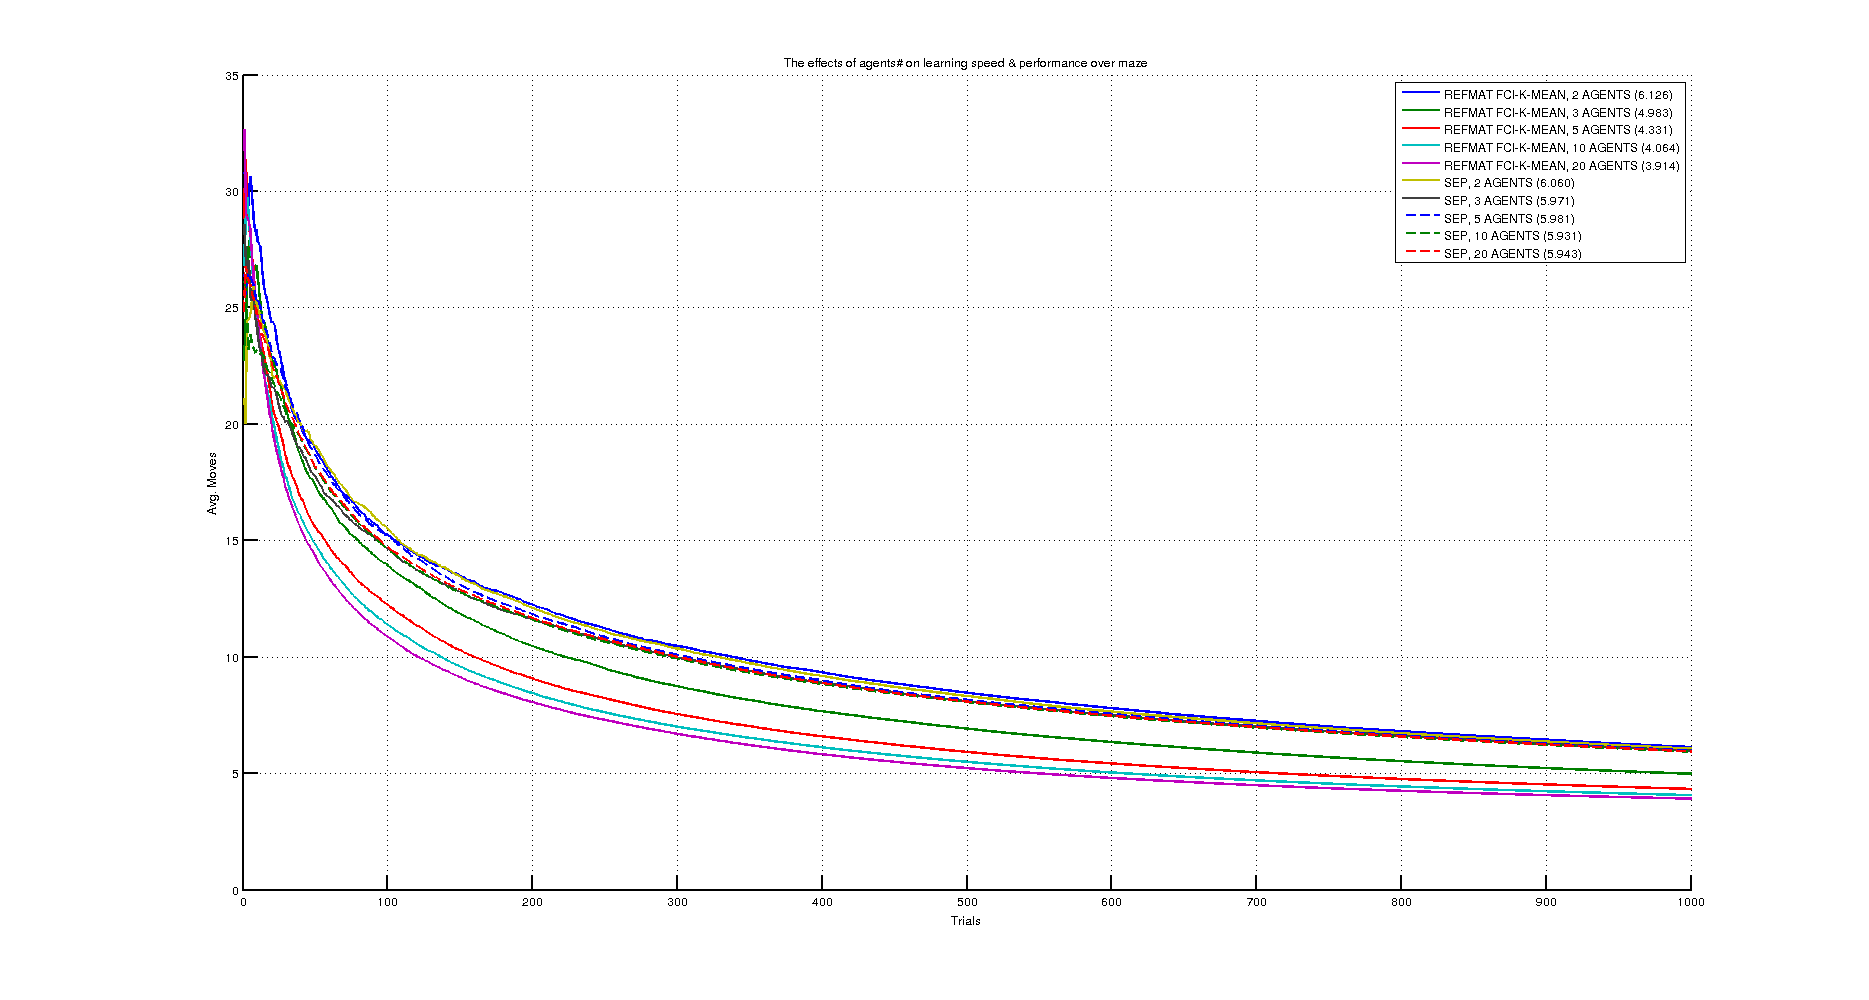 The effects of agents# on learning speed & performance over maze
35
30
25
20
15
10
5
0
Avg. Moves
REFMAT FCI-K-MEAN, 2 AGENTS (6.126)
REFMAT FCI-K-MEAN, 3 AGENTS (4.983)
REFMAT FCI-K-MEAN, 5 AGENTS (4.331)
REFMAT FCI-K-MEAN, 10 AGENTS (4.064)
REFMAT FCI-K-MEAN, 20 AGENTS (3.914)
SEP, 2 AGENTS (6.060)
SEP, 3 AGENTS (5.971)
SEP, 5 AGENTS (5.981)
SEP, 10 AGENTS (5.931)
SEP, 20 AGENTS (5.943)
0 100 200 300 400 500 600 700 800 900 1000
Trials